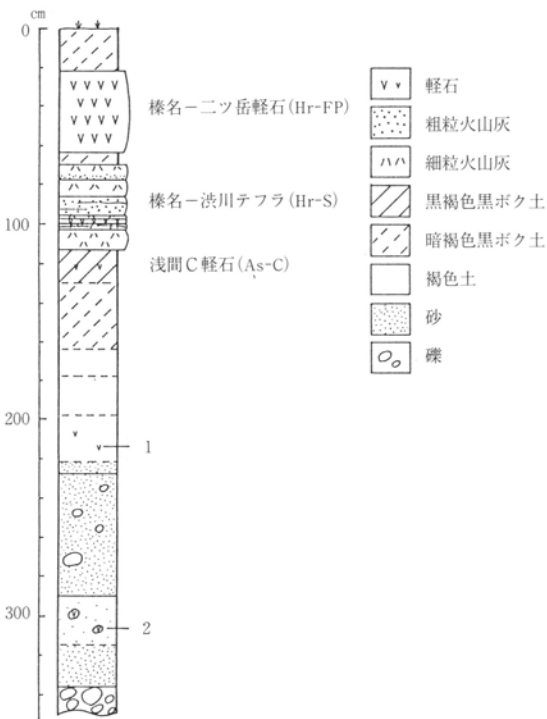 cm
0
100
200
300
榛名－二ツ岳軽石(Hr-FP)
榛名－渋川テフラ(Hr-S)
浅間C軽石(As-C)
1
2
軽石
粗粒火山灰
細粒火山灰
黒褐色黒ボク土
暗褐色黒ボク土
褐色土
砂
礫